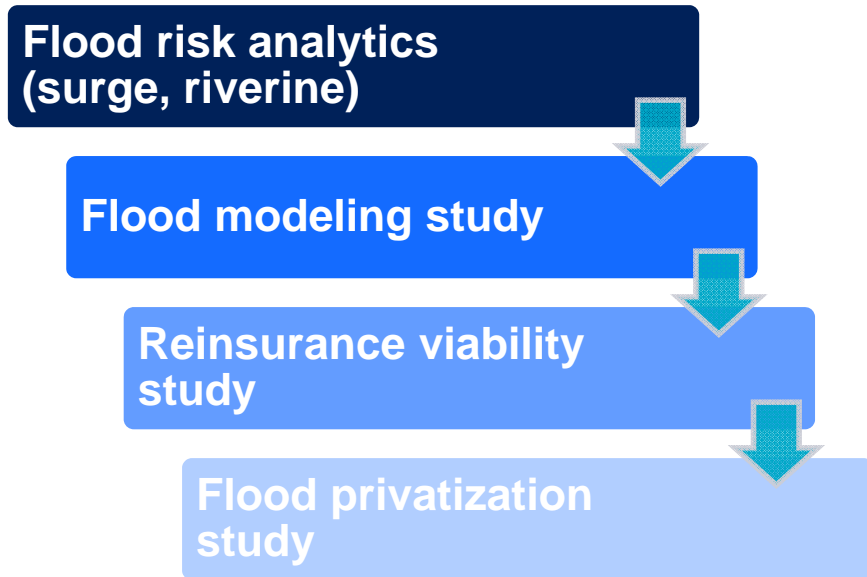 Flood risk analytics
(surge, riverine)
Flood modeling study
Reinsurance viability
study
Flood privatization
study